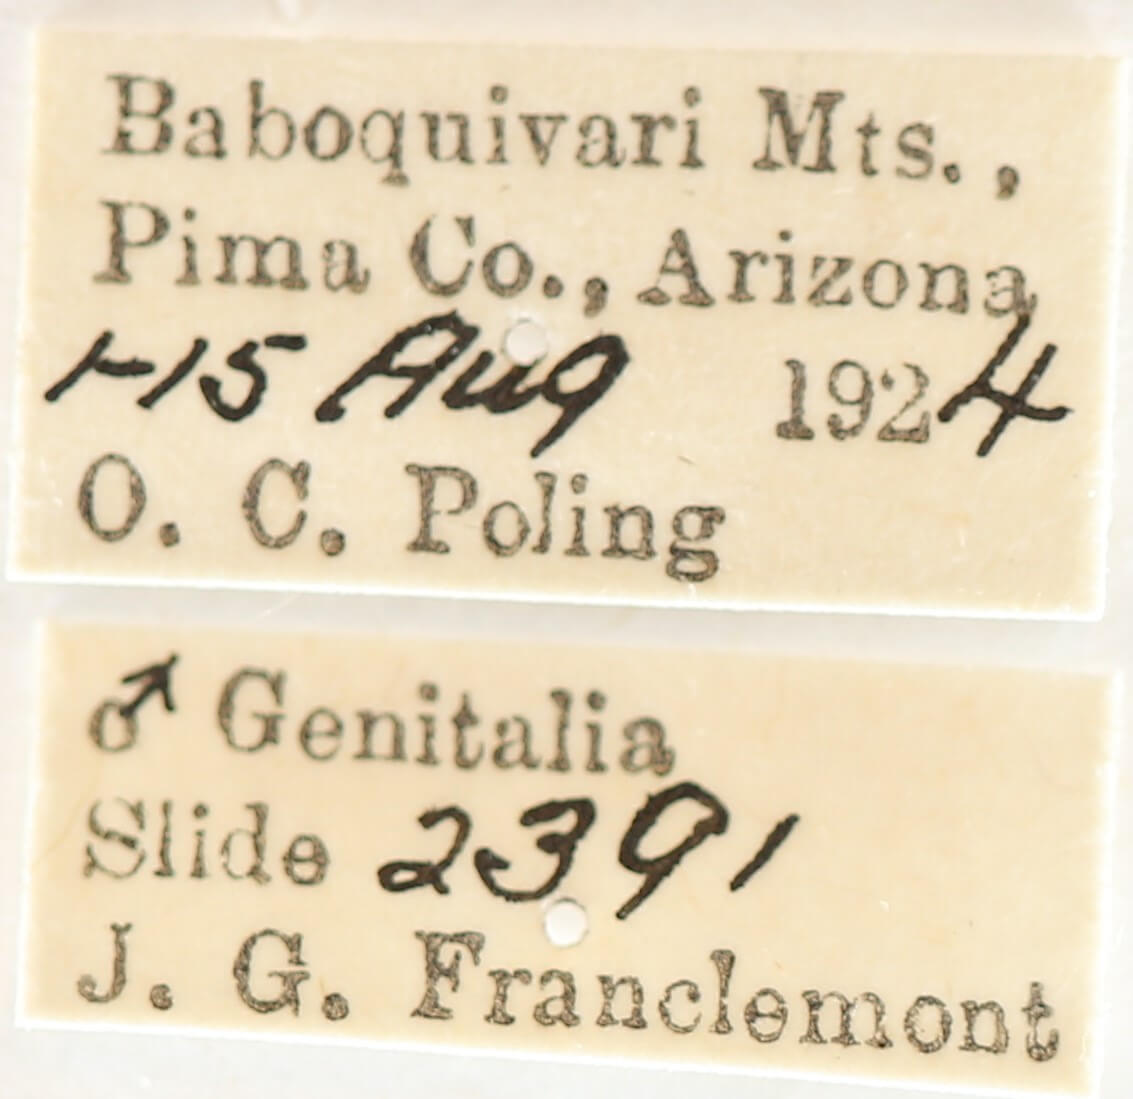 Baboquivari Mts.,
Pima Co., Arizona
1-15 Aug 1924
O. C. Poling
♂ Genitalia
Slide 2391
J. G. Franclemont